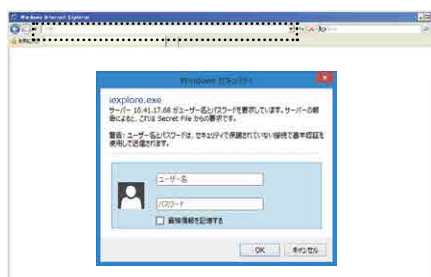 Windows Internet Explorer
お気に入り
Windows セキュリティ
iexplore.exe
サーバー 10.41.17.68 がユーザー名とパスワードを要求しています。サーバーの報
告によると、これは Secret File からの要求です。
警告: ユーザー名とパスワードは、セキュリティで保護されていない接続で基本認証を
使用して送信されます。
ユーザー名
パスワード
資格情報を記憶する
OK キャンセル